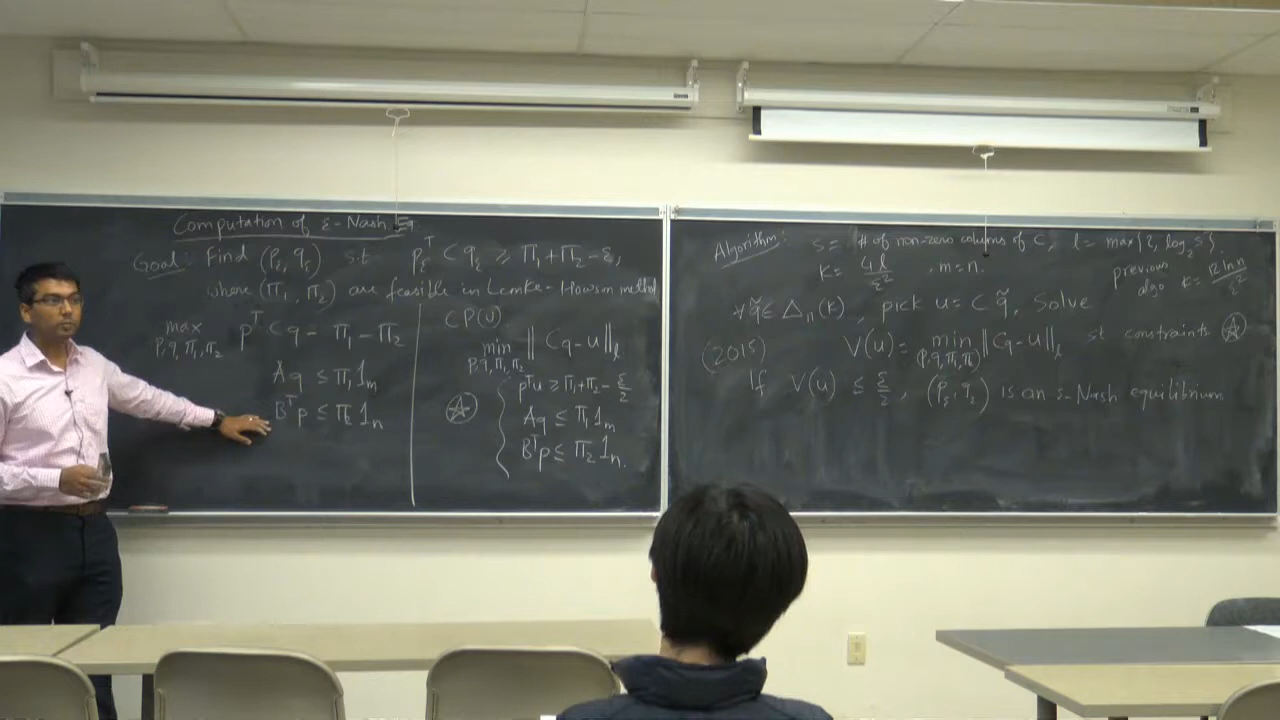 Computation of ε-Nash
Goal: Find (p_ε, q_ε) s.t. p_ε^T C q_ε ≥ Π_1 + Π_2 - ε,
where (Π_1, Π_2) are feasible in Lemke-Howson method
max p,q,Π_1,Π_2 p^T C q - Π_1 - Π_2
Aq ≤ Π_1 1_m
B^T p ≤ Π_2 1_n
CP(u)
min p,q,Π_1,Π_2 ‖Cq-u‖_l
p^T u ≥ Π_1+Π_2 - ε/2
Aq ≤ Π_1 1_m
B^T p ≤ Π_2 1_n.
Algorithm: s = # of non-zero columns of C, l = max{2, log_2 s},
k = 4l/ε^2, m=n.
previous algo k = 12 ln n/ε^2
∀ q̃ ∈ Δ_n(k), pick u = C q̃, Solve
(2015) V(u) = min (p,q,Π_1,Π_2) ‖Cq-u‖_l st constraints ☆
If V(u) ≤ ε/2, (p_ε, q_ε) is an ε-Nash equilibrium